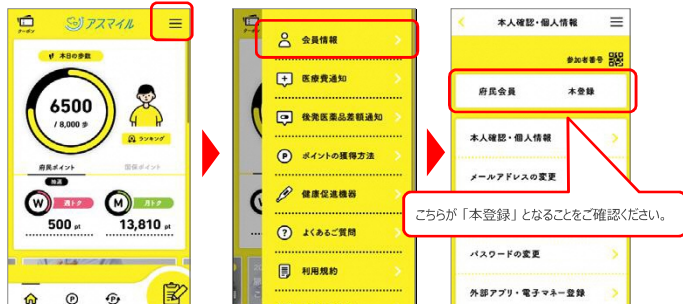 クーポン
アスマイル
本日の歩数
6500
/ 8,000 歩
ランキング
府民ポイント
国保ポイント
抽選
W 週トク
M 月トク
500 pt
13,810 pt
会員情報
医療費通知
後発医薬品差額通知
P ポイントの獲得方法
健康促進機器
? よくあるご質問
利用規約
本人確認・個人情報
参加者番号
府民会員 本登録
本人確認・個人情報
メールアドレスの変更
こちらが「本登録」となることをご確認ください。
パスワードの変更
外部アプリ・電子マネー登録